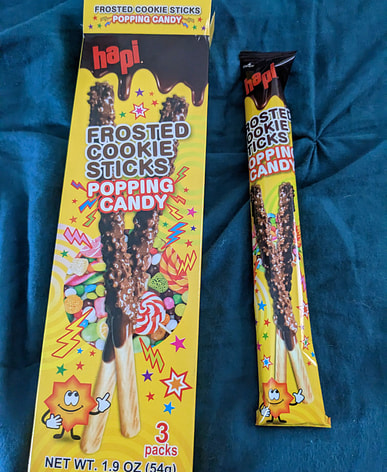 FROSTED COOKIE STICKS
POPPING CANDY
hapi
FROSTED
COOKIE
STICKS
POPPING
CANDY
3
packs
NET WT. 1.9 OZ (54g)
hapi
FROSTED
COOKIE
STICKS
POPPING
CANDY